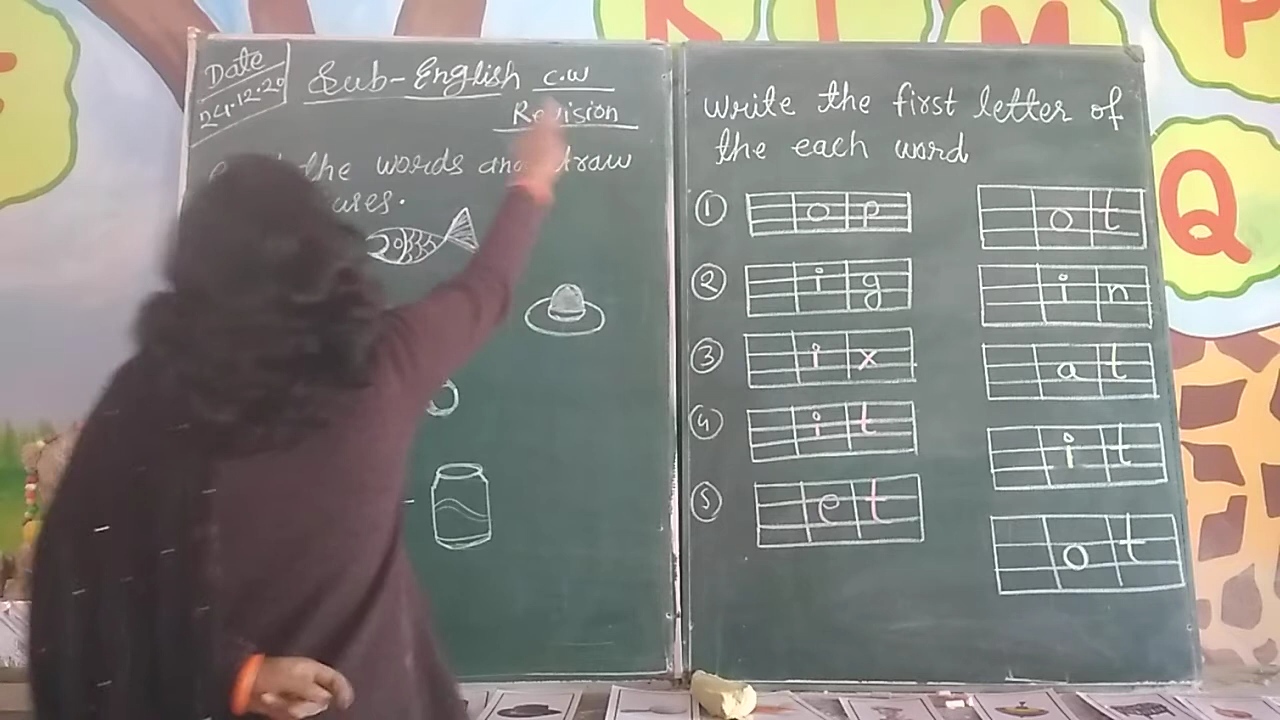 Date
24.12.20
Sub-English c.w
Revision
the words and draw
write the first letter of
the each word
1 o p
o t
2 i g
i n
3 i x
a t
4 i t
i t
5 e t
o t
K I M P
Q